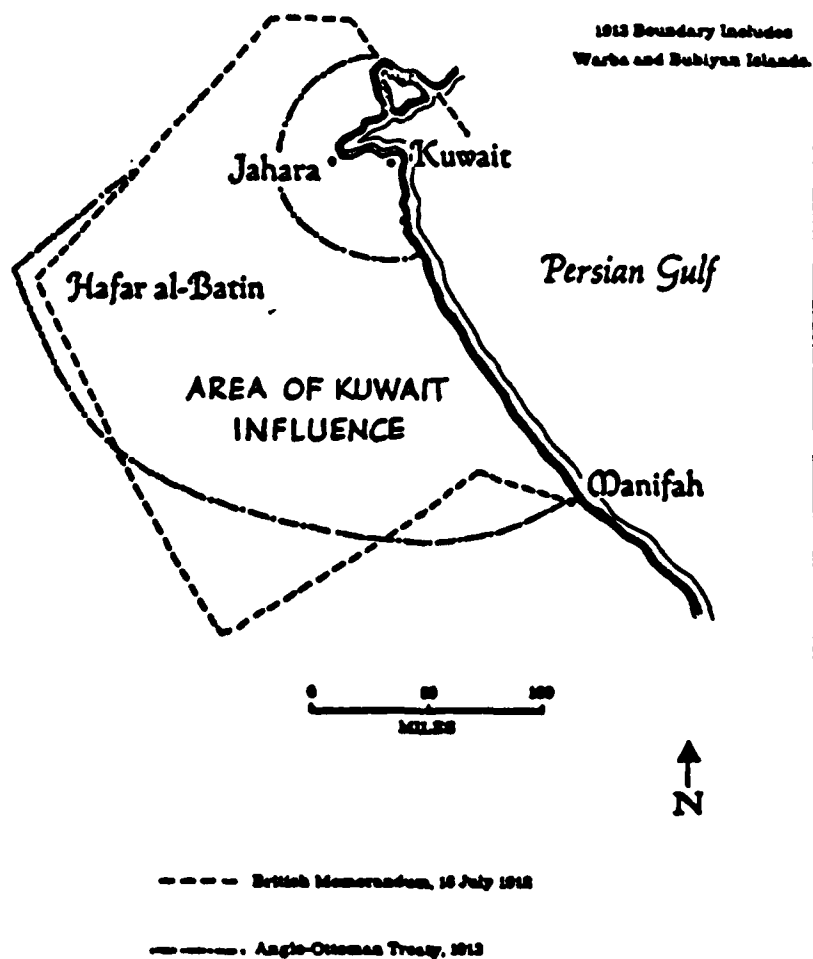 1913 Boundary Includes
Warba and Bubiyan Islands.
Jahara
Kuwait
Hafar al-Batin
Persian Gulf
AREA OF KUWAIT
INFLUENCE
Manifah
0 50 100
MILES
N
British Memorandum, July 1912
Anglo-Ottoman Treaty, 1913